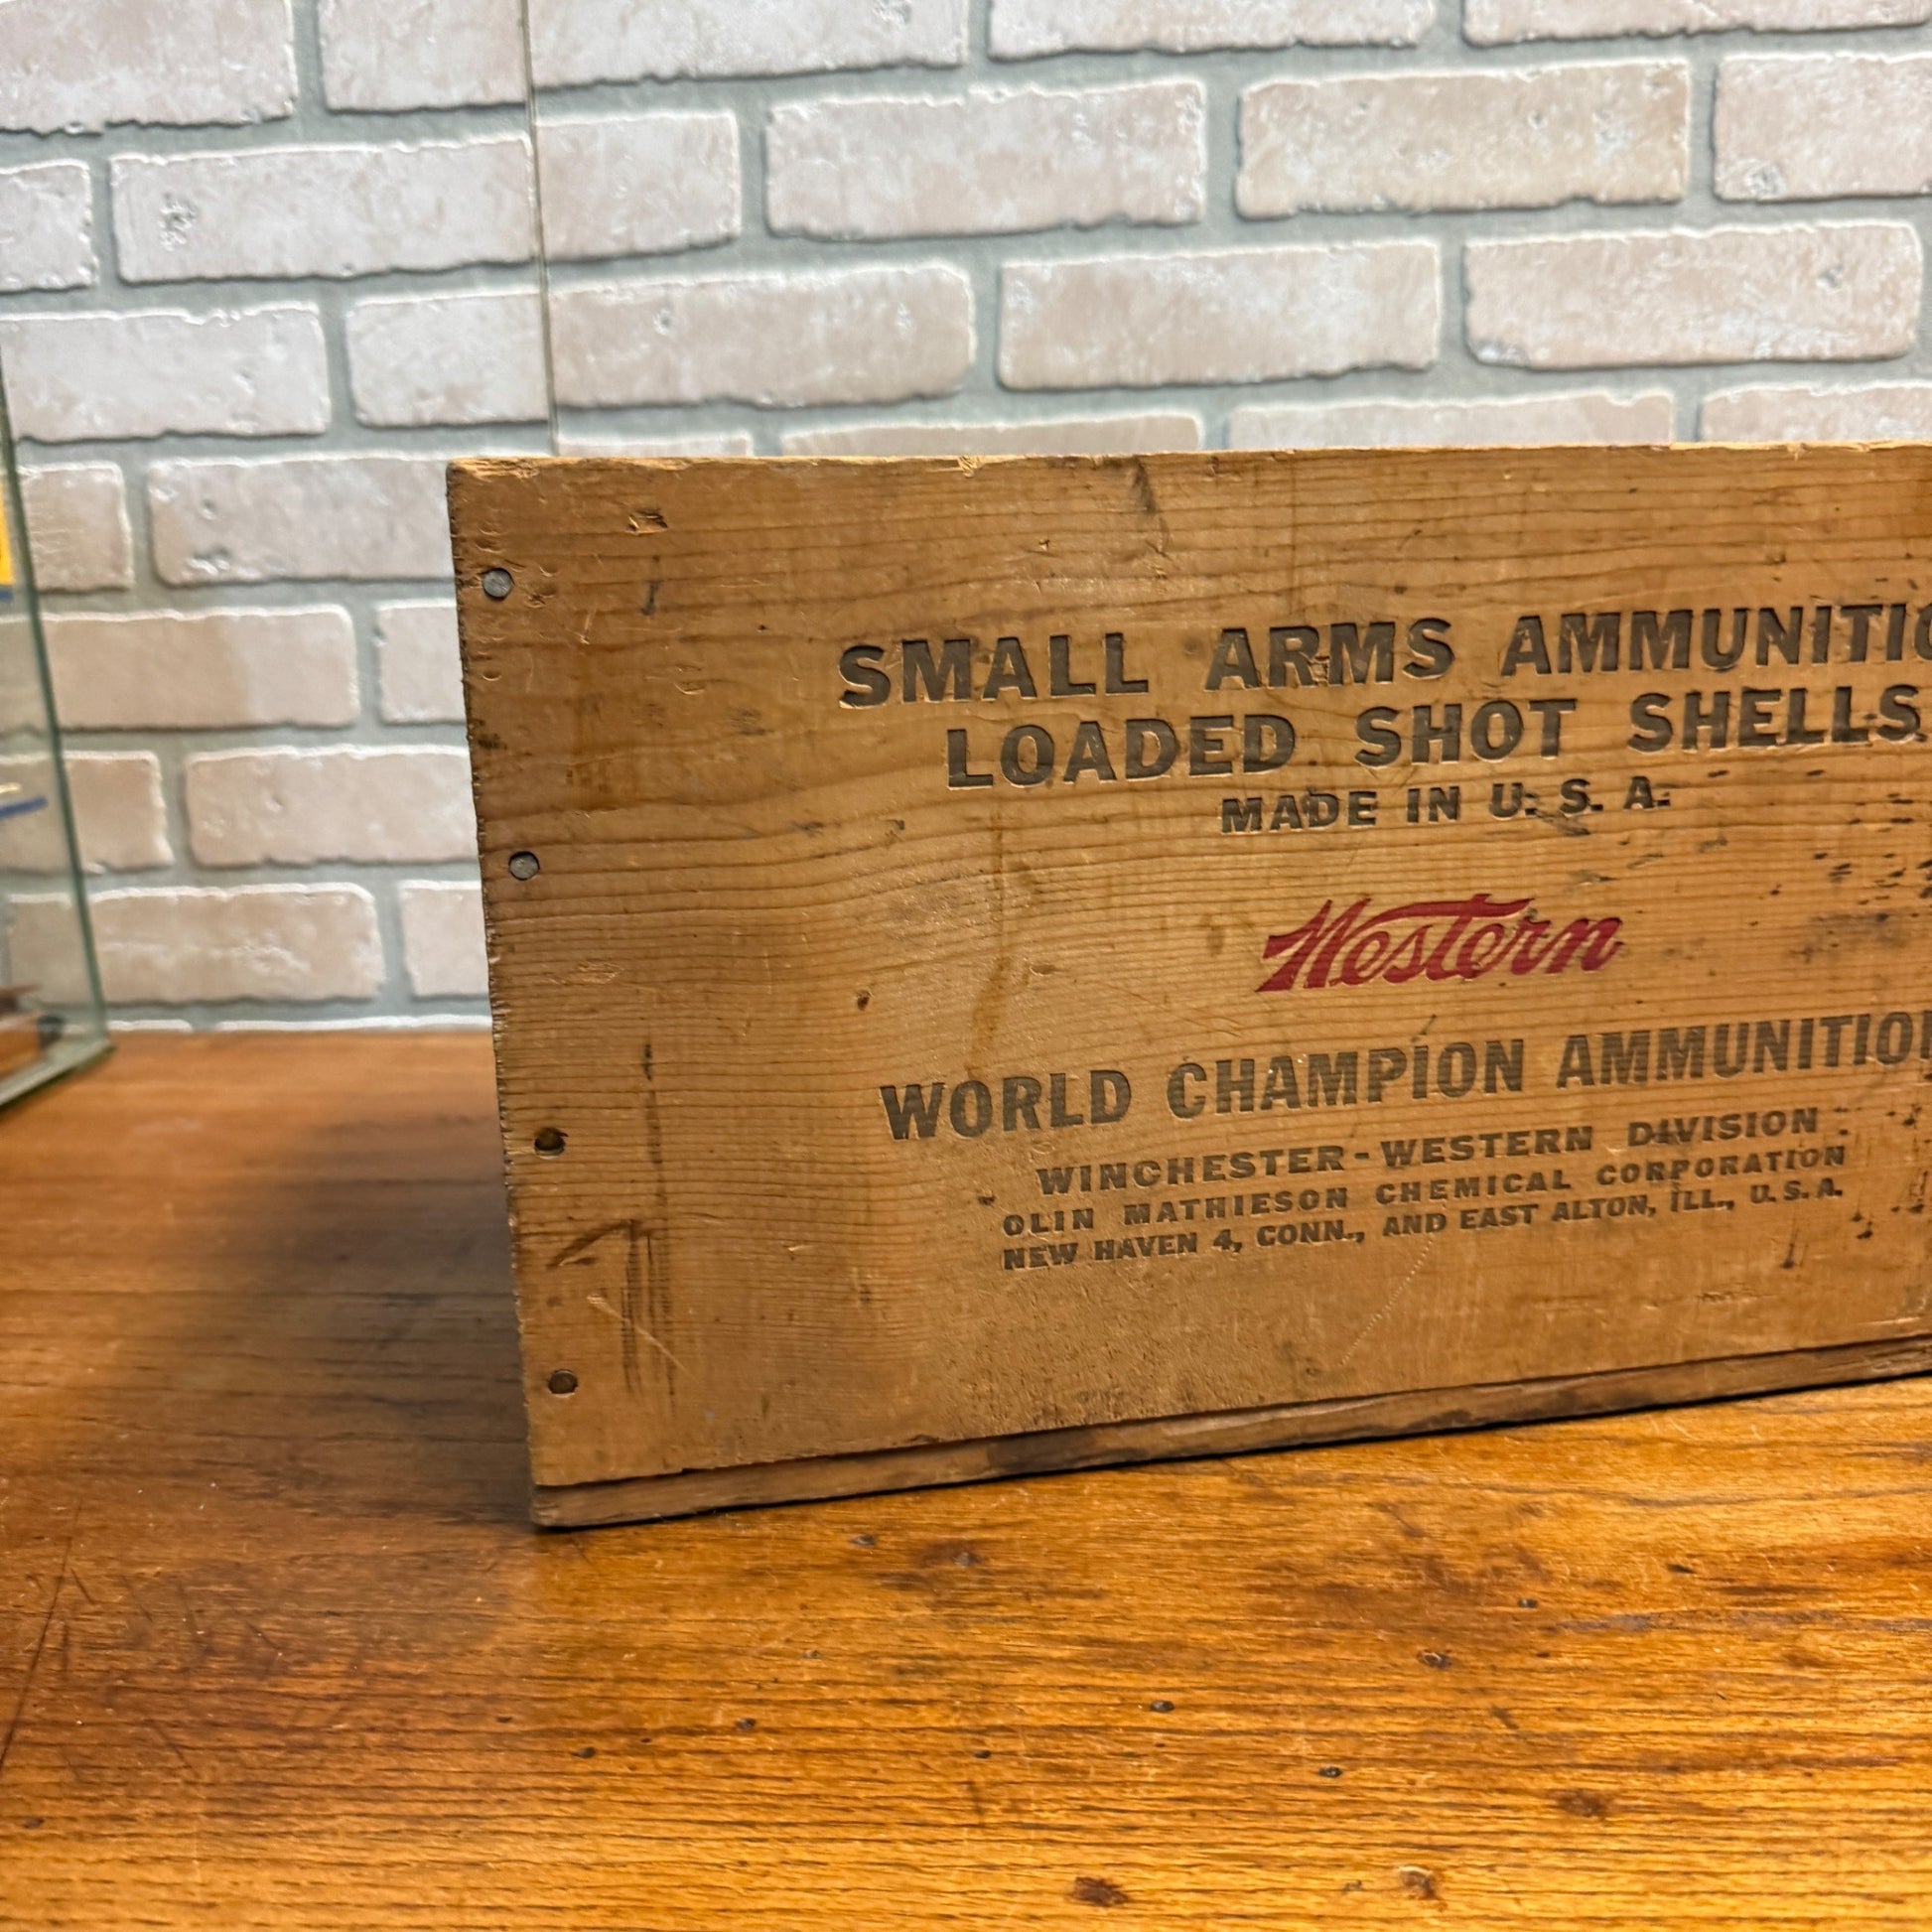 SMALL ARMS AMMUNITIO
LOADED SHOT SHELLS
MADE IN U. S. A.
Western
WORLD CHAMPION AMMUNITION
WINCHESTER-WESTERN DIVISION
OLIN MATHIESON CHEMICAL CORPORATION
NEW HAVEN 4, CONN., AND EAST ALTON, ILL., U.S.A.